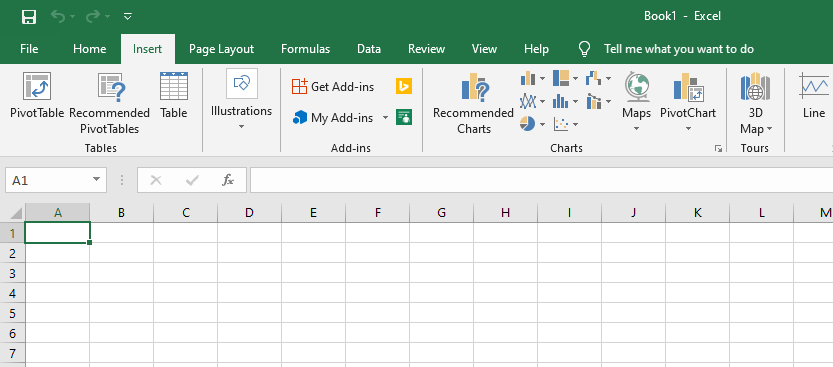 Book1 - Excel
File Home Insert Page Layout Formulas Data Review View Help Tell me what you want to do
PivotTable Recommended PivotTables Table
Illustrations
Get Add-ins
My Add-ins
Recommended Charts
Maps PivotChart
3D Map
Line
Tables Add-ins Charts Tours
A1 fx
A B C D E F G H I J K L M
1
2
3
4
5
6
7